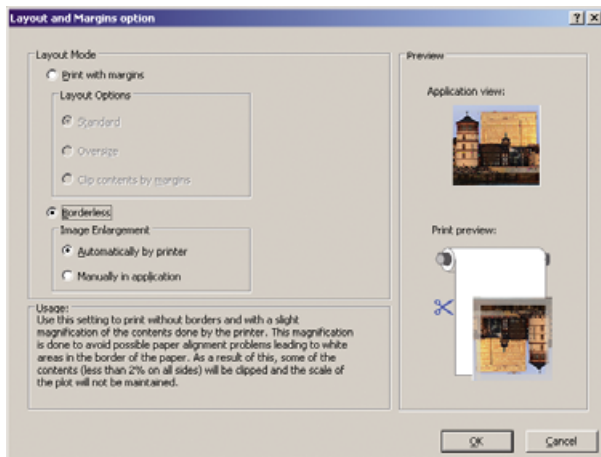 Layout and Margins option
Layout Mode
Print with margins
Layout Options
Standard
Oversize
Clip contents by margins
Borderless
Image Enlargement
Automatically by printer
Manually in application
Usage:
Use this setting to print without borders and with a slight
magnification of the contents done by the printer. This magnification
is done to avoid possible paper alignment problems leading to white
areas in the border of the paper. As a result of this, some of the
contents (less than 2% on all sides) will be clipped and the scale of
the plot will not be maintained.
Preview
Application view:
Print preview:
OK
Cancel